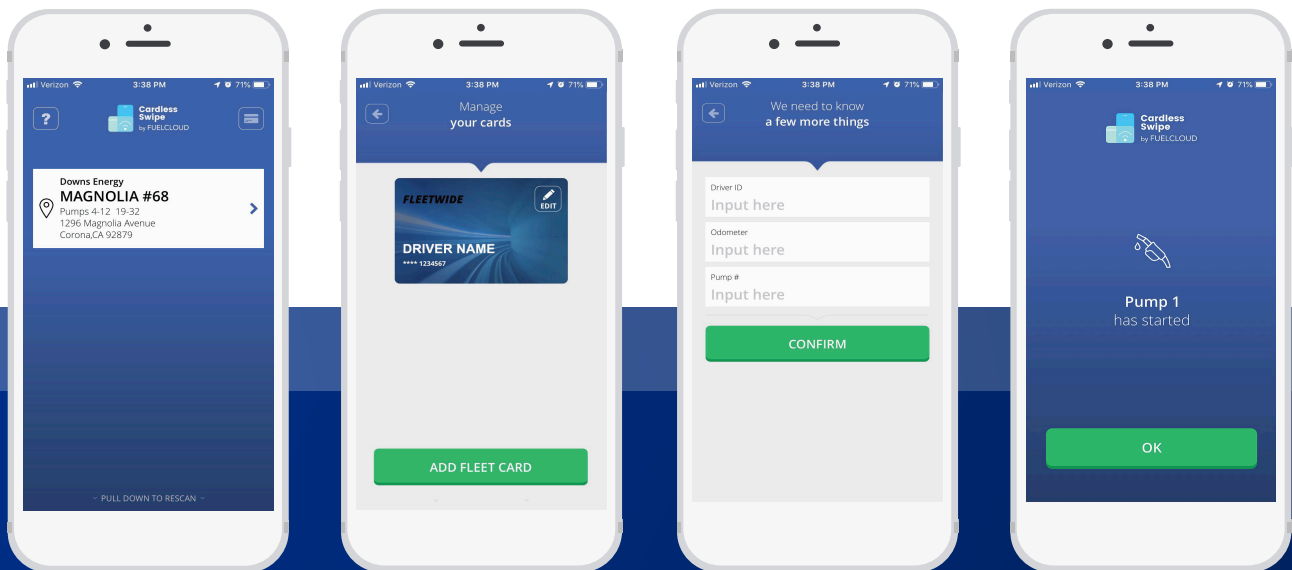 Verizon 3:38 PM 71%
?
Cardless
Swipe
by FUELCLOUD
Downs Energy
MAGNOLIA #68
Pumps 4-12 19-32
1296 Magnolia Avenue
Corona,CA 92879
PULL DOWN TO RESCAN
Verizon 3:38 PM 71%
Manage
your cards
FLEETWIDE
EDIT
DRIVER NAME
**** 1234567
ADD FLEET CARD
Verizon 3:38 PM 71%
We need to know
a few more things
Driver ID
Input here
Odometer
Input here
Pump #
Input here
CONFIRM
Verizon 3:38 PM 71%
Cardless
Swipe
by FUELCLOUD
Pump 1
has started
OK